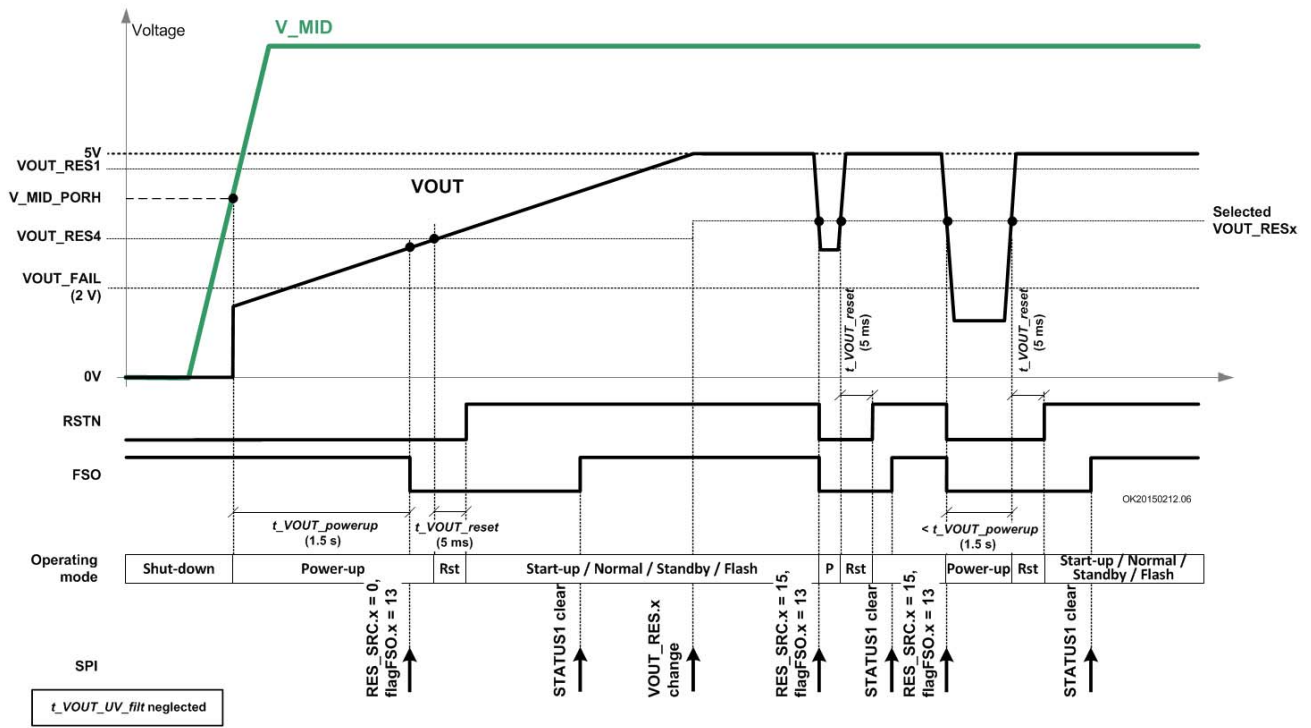 Voltage
V_MID
5V
VOUT_RES1
V_MID_PORH
VOUT
VOUT_RES4
Selected
VOUT_RESx
VOUT_FAIL
(2 V)
t_VOUT_reset
(5 ms)
t_VOUT_reset
(5 ms)
0V
RSTN
FSO
OK20150212.06
t_VOUT_powerup
(1.5 s)
t_VOUT_reset
(5 ms)
< t_VOUT_powerup
(1.5 s)
Operating
mode
Shut-down
Power-up
Rst
Start-up / Normal / Standby / Flash
P
Rst
Power-up
Rst
Start-up / Normal /
Standby / Flash
RES_SRC.x = 0,
flagFSO.x = 13
STATUS1 clear
VOUT_RES.x
change
RES_SRC.x = 15,
flagFSO.x = 13
STATUS1 clear
RES_SRC.x = 15,
flagFSO.x = 13
STATUS1 clear
SPI
t_VOUT_UV_filt neglected